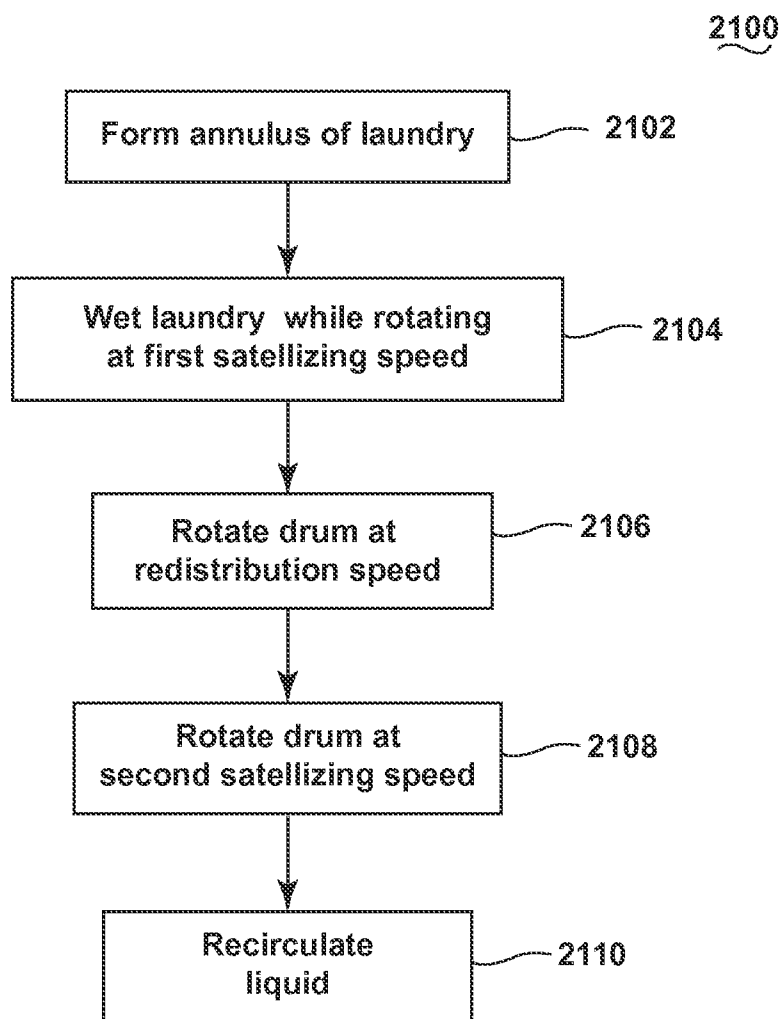 2100
Form annulus of laundry
2102
Wet laundry while rotating
at first satellizing speed
2104
Rotate drum at
redistribution speed
2106
Rotate drum at
second satellizing speed
2108
Recirculate
liquid
2110